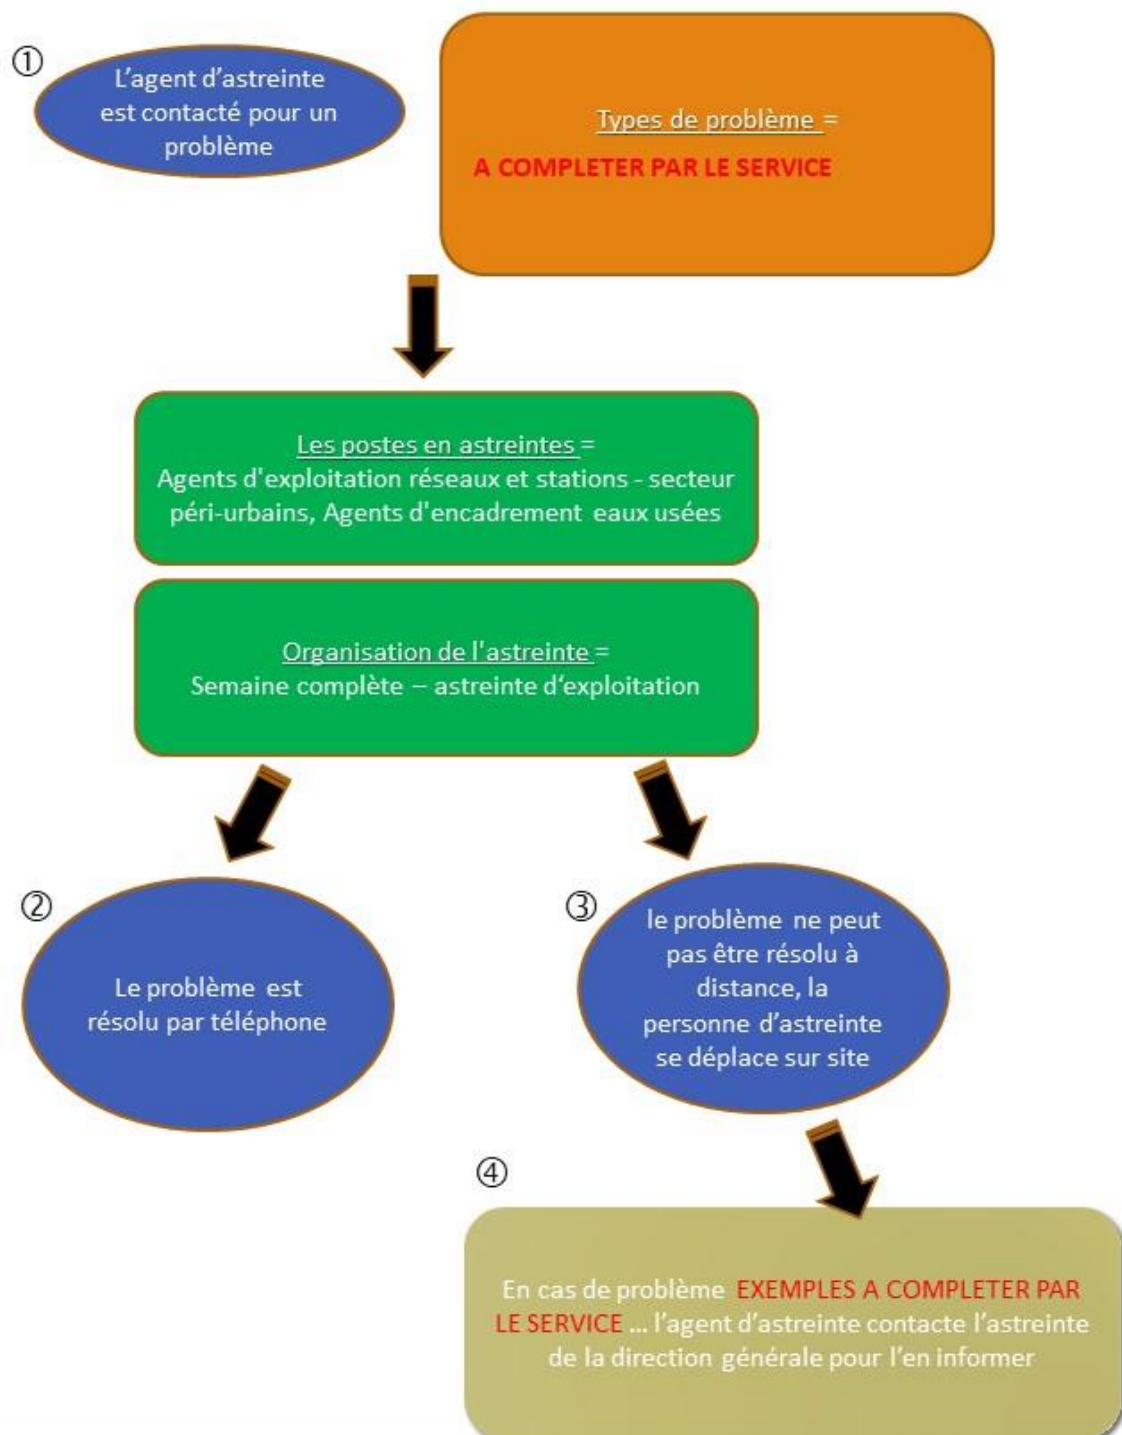 ①
L’agent d’astreinte
est contacté pour un
problème
Types de problème =
A COMPLETER PAR LE SERVICE
Les postes en astreintes =
Agents d'exploitation réseaux et stations - secteur
péri-urbains, Agents d'encadrement eaux usées
Organisation de l'astreinte =
Semaine complète – astreinte d‘exploitation
②
Le problème est
résolu par téléphone
③
le problème ne peut
pas être résolu à
distance, la
personne d’astreinte
se déplace sur site
④
En cas de problème EXEMPLES A COMPLETER PAR
LE SERVICE ... l’agent d’astreinte contacte l’astreinte
de la direction générale pour l’en informer